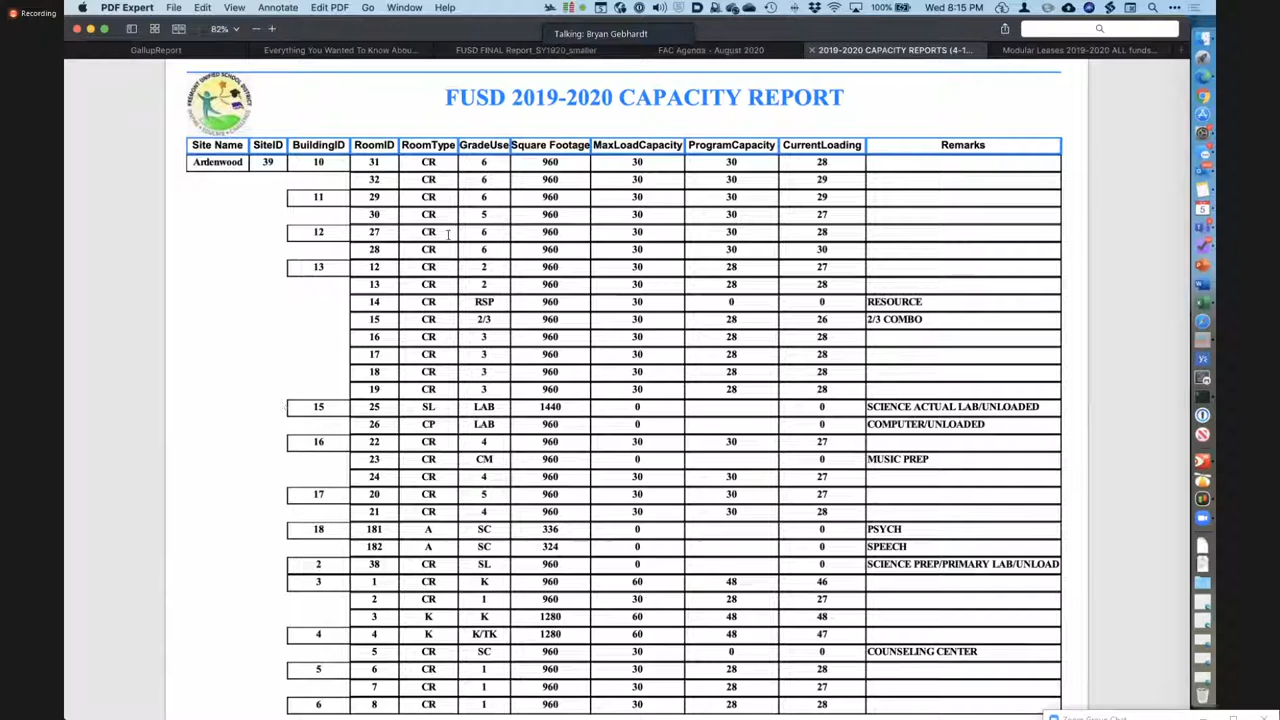 Recording
PDF Expert File Edit View Annotate Edit PDF Go Window Help 100% Wed 8:15 PM
82%
Talking: Bryan Gebhardt
GallupReport Everything You Wanted To Know Abou... FUSD FINAL Report_SY1920_smaller FAC Agenda - August 2020 2019-2020 CAPACITY REPORTS (4-1... Modular Leases 2019-2020 ALL funds...
FUSD 2019-2020 CAPACITY REPORT
Site Name SiteID BuildingID RoomID RoomType GradeUse Square Footage MaxLoadCapacity ProgramCapacity CurrentLoading Remarks
Ardenwood 39 10 31 CR 6 960 30 30 28
32 CR 6 960 30 30 29
11 29 CR 6 960 30 30 29
30 CR 5 960 30 30 27
12 27 CR 6 960 30 30 28
28 CR 6 960 30 30 30
13 12 CR 2 960 30 28 27
13 CR 2 960 30 28 28
14 CR RSP 960 30 0 0 RESOURCE
15 CR 2/3 960 30 28 26 2/3 COMBO
16 CR 3 960 30 28 28
17 CR 3 960 30 28 28
18 CR 3 960 30 28 28
19 CR 3 960 30 28 28
15 25 SL LAB 1440 0 0 SCIENCE ACTUAL LAB/UNLOADED
26 CP LAB 960 0 0 COMPUTER/UNLOADED
16 22 CR 4 960 30 30 27
23 CR CM 960 0 0 MUSIC PREP
24 CR 4 960 30 30 27
17 20 CR 5 960 30 30 27
21 CR 4 960 30 30 28
18 181 A SC 336 0 0 PSYCH
182 A SC 324 0 0 SPEECH
2 38 CR SL 960 0 0 SCIENCE PREP/PRIMARY LAB/UNLOAD
3 1 CR K 960 60 48 46
2 CR 1 960 30 28 27
3 K K 1280 60 48 48
4 4 K K/TK 1280 60 48 47
5 CR SC 960 30 0 0 COUNSELING CENTER
5 6 CR 1 960 30 28 28
7 CR 1 960 30 28 27
6 8 CR 1 960 30 28 28
Zoom Group Chat